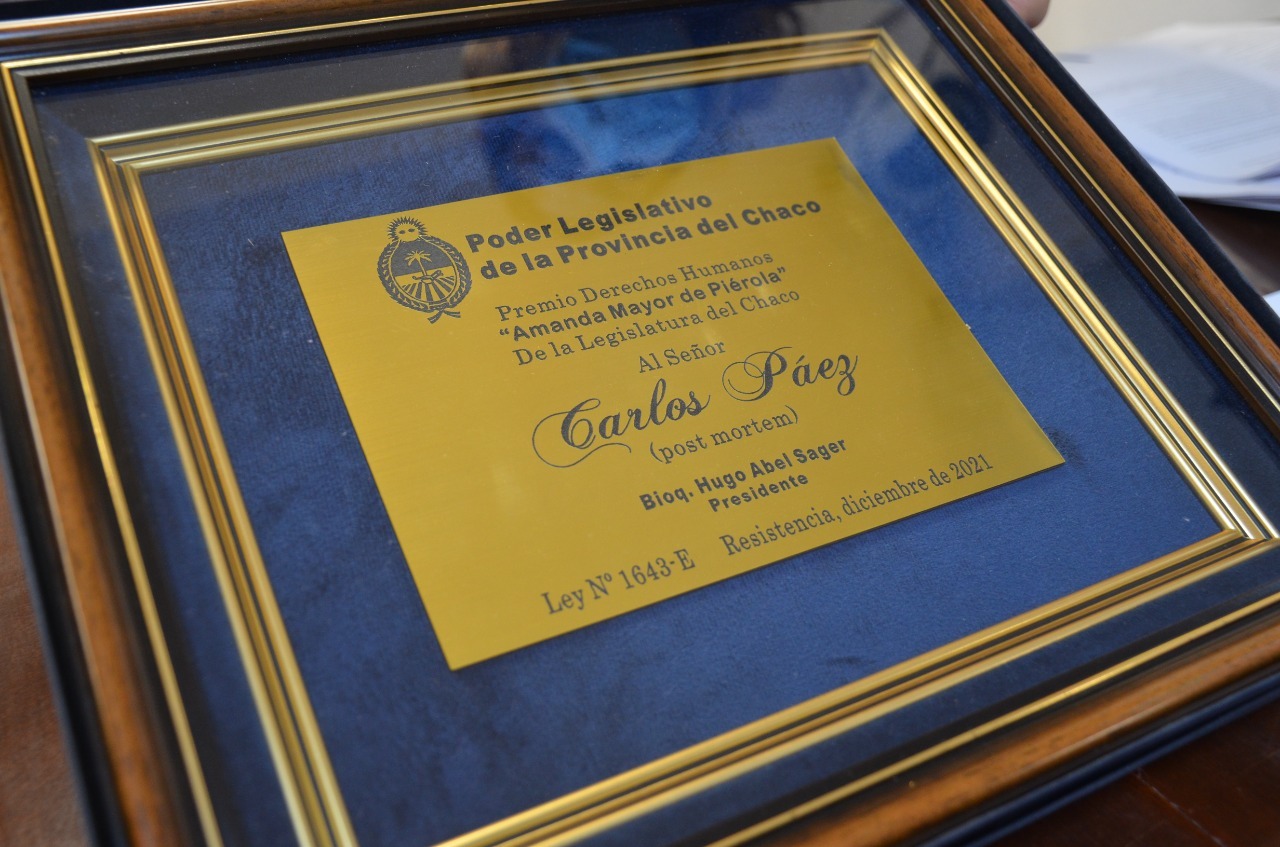 Poder Legislativo
de la Provincia del Chaco
Premio Derechos Humanos
“Amanda Mayor de Piérola”
De la Legislatura del Chaco
Al Señor
Carlos Páez
(post mortem)
Bioq. Hugo Abel Sager
Presidente
Ley Nº 1643-E Resistencia, diciembre de 2021